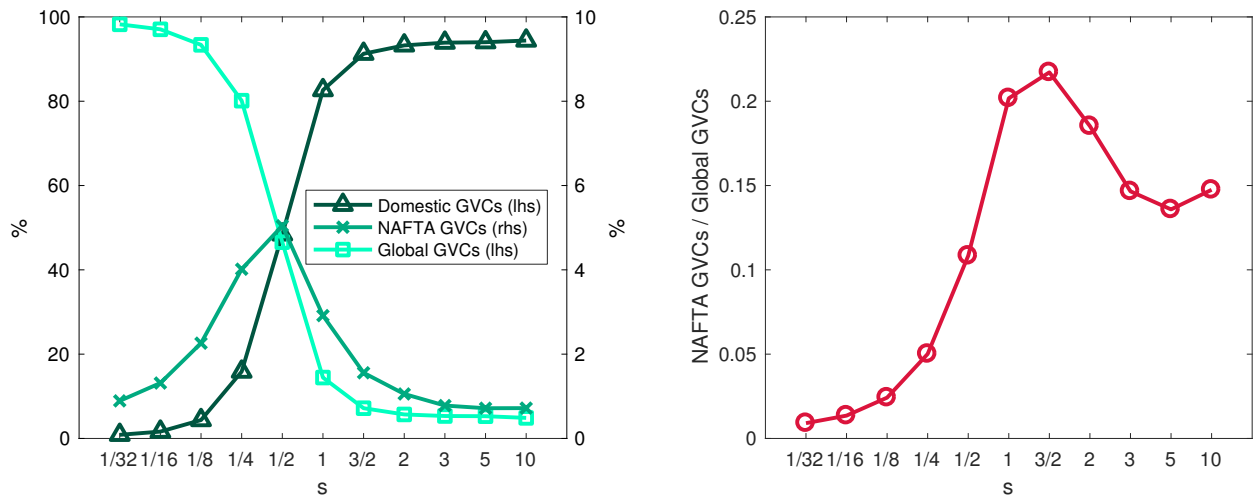 100
80
60
40
20
0
%
10
8
6
4
2
0
%
Domestic GVCs (lhs)
NAFTA GVCs (rhs)
Global GVCs (lhs)
1/32 1/16 1/8 1/4 1/2 1 3/2 2 3 5 10
s
0.25
0.2
0.15
0.1
0.05
0
NAFTA GVCs / Global GVCs
1/32 1/16 1/8 1/4 1/2 1 3/2 2 3 5 10
s